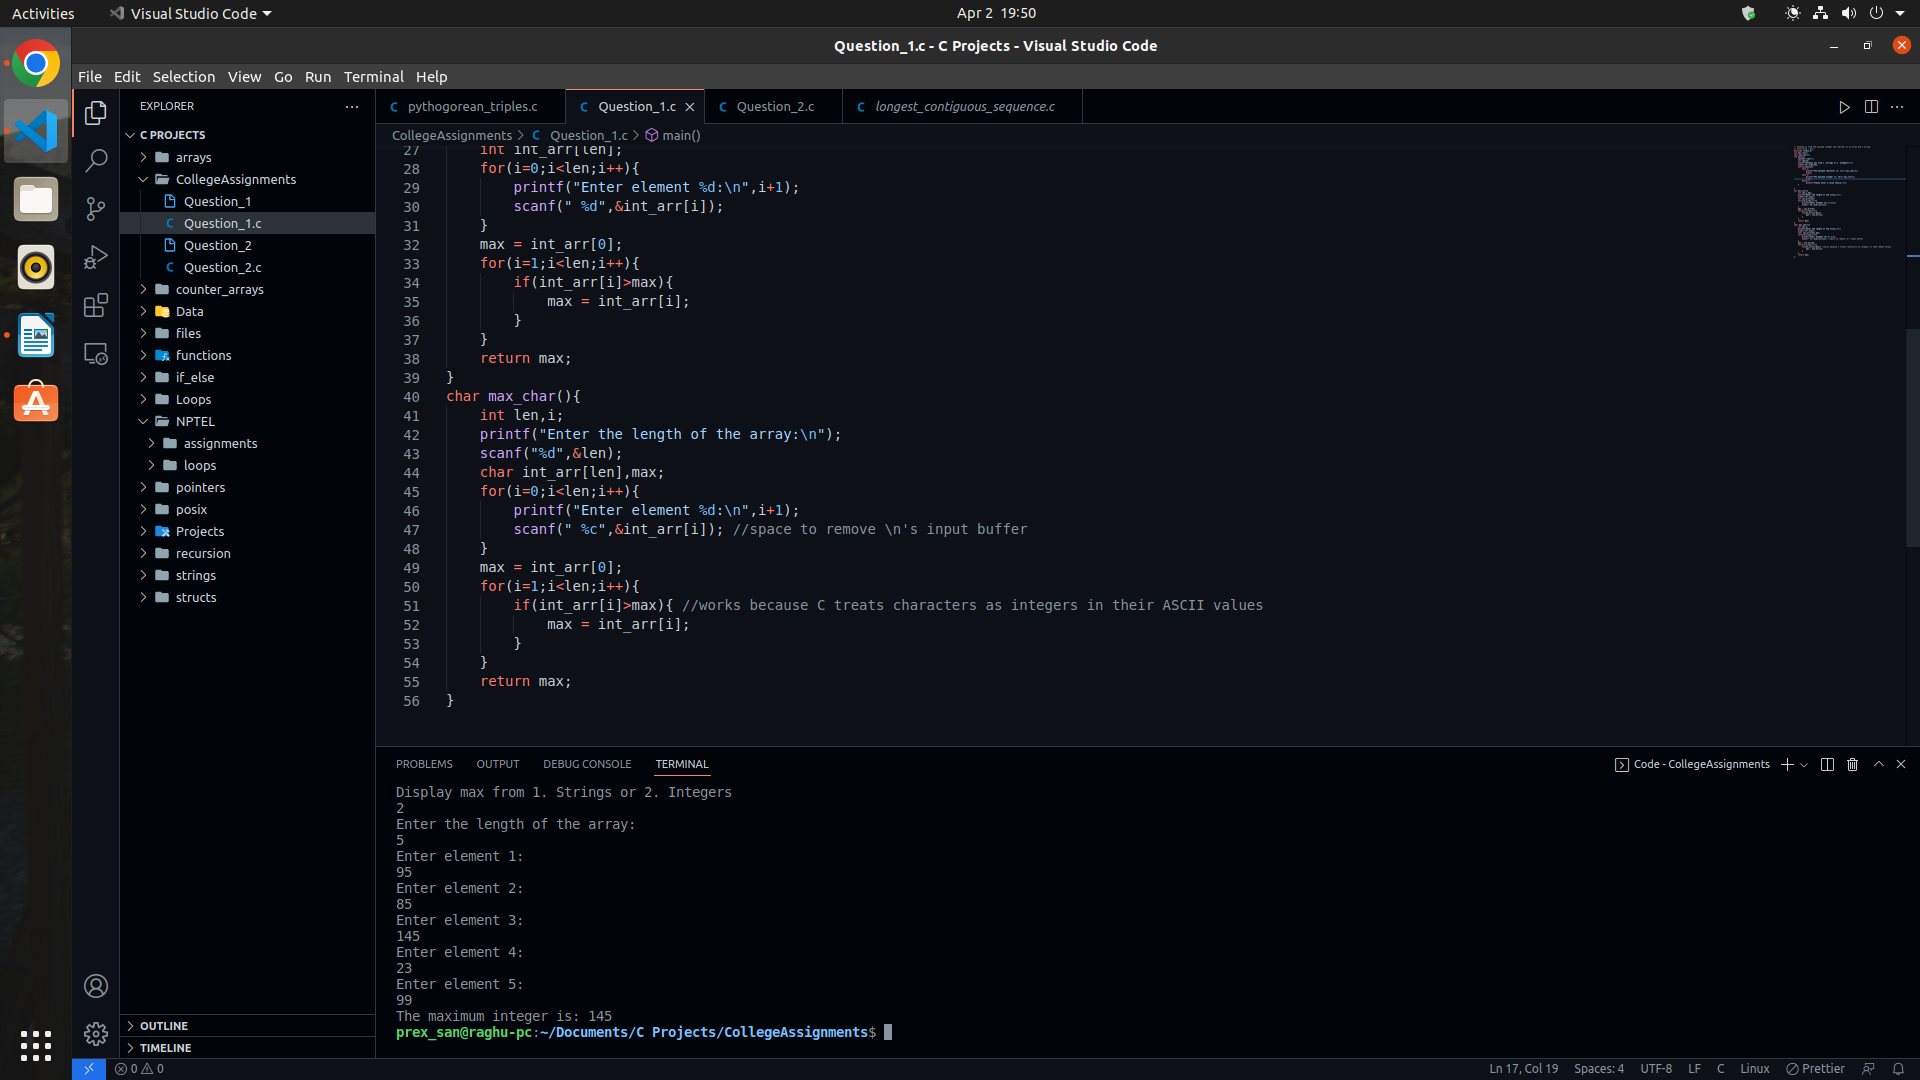 Activities
Visual Studio Code
Apr 2 19:50
Question_1.c - C Projects - Visual Studio Code
File Edit Selection View Go Run Terminal Help
EXPLORER
C PROJECTS
arrays
CollegeAssignments
Question_1
Question_1.c
Question_2
Question_2.c
counter_arrays
Data
files
functions
if_else
Loops
NPTEL
assignments
loops
pointers
posix
Projects
recursion
strings
structs
OUTLINE
TIMELINE
C pythogorean_triples.c
C Question_1.c
C Question_2.c
C longest_contiguous_sequence.c
CollegeAssignments > C Question_1.c > main()
27 int int_arr[len];
28 for(i=0;i<len;i++){
29 printf("Enter element %d:\n",i+1);
30 scanf(" %d",&int_arr[i]);
31 }
32 max = int_arr[0];
33 for(i=1;i<len;i++){
34 if(int_arr[i]>max){
35 max = int_arr[i];
36 }
37 }
38 return max;
39 }
40 char max_char(){
41 int len,i;
42 printf("Enter the length of the array:\n");
43 scanf("%d",&len);
44 char int_arr[len],max;
45 for(i=0;i<len;i++){
46 printf("Enter element %d:\n",i+1);
47 scanf(" %c",&int_arr[i]); //space to remove \n's input buffer
48 }
49 max = int_arr[0];
50 for(i=1;i<len;i++){
51 if(int_arr[i]>max){ //works because C treats characters as integers in their ASCII values
52 max = int_arr[i];
53 }
54 }
55 return max;
56 }
PROBLEMS OUTPUT DEBUG CONSOLE TERMINAL
Code - CollegeAssignments
Display max from 1. Strings or 2. Integers
2
Enter the length of the array:
5
Enter element 1:
95
Enter element 2:
85
Enter element 3:
145
Enter element 4:
23
Enter element 5:
99
The maximum integer is: 145
prex_san@raghu-pc:~/Documents/C Projects/CollegeAssignments$
0 0
Ln 17, Col 19 Spaces: 4 UTF-8 LF C Linux Prettier